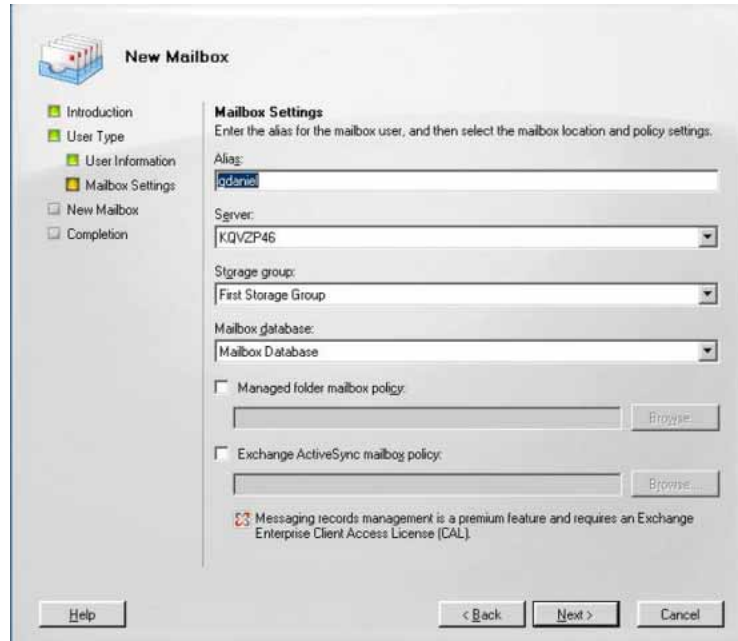 New Mailbox
Introduction
User Type
User Information
Mailbox Settings
New Mailbox
Completion
Mailbox Settings
Enter the alias for the mailbox user, and then select the mailbox location and policy settings.
Alias:
gdaniel
Server:
KQVZP46
Storage group:
First Storage Group
Mailbox database:
Mailbox Database
Managed folder mailbox policy:
Browse...
Exchange ActiveSync mailbox policy:
Browse...
Messaging records management is a premium feature and requires an Exchange
Enterprise Client Access License (CAL).
Help
< Back
Next >
Cancel